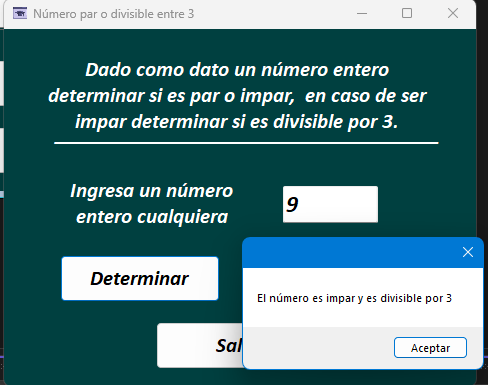 Número par o divisible entre 3
Dado como dato un número entero
determinar si es par o impar, en caso de ser
impar determinar si es divisible por 3.
Ingresa un número
entero cualquiera
9
Determinar
El número es impar y es divisible por 3
Aceptar
Sal